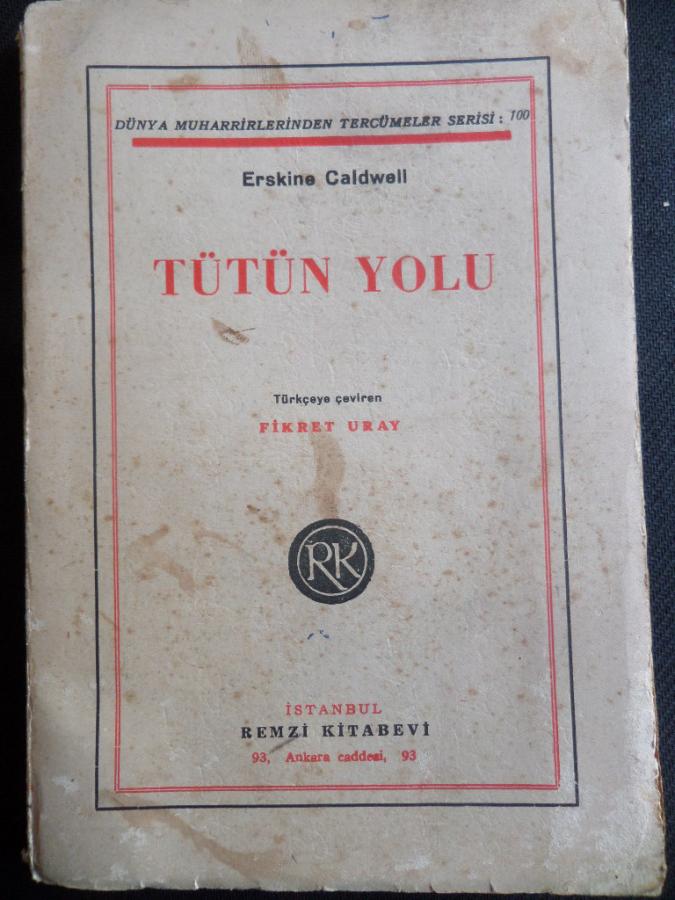 DÜNYA MUHARRİRLERİNDEN TERCÜMELER SERİSİ: 100
Erskine Caldwell
TÜTÜN YOLU
Türkçeye çeviren
FİKRET URAY
RK
İSTANBUL
REMZİ KİTABEVİ
93, Ankara caddesi, 93